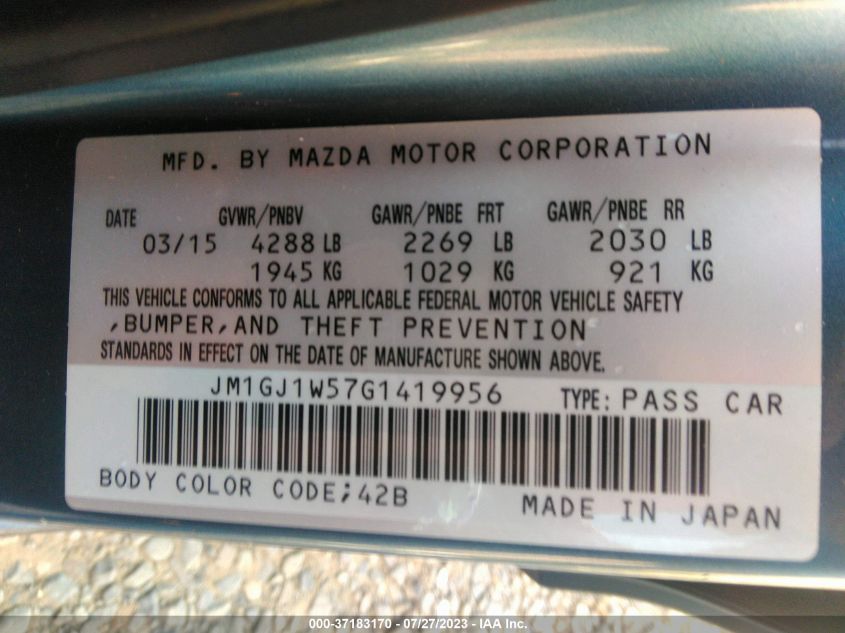 MFD. BY MAZDA MOTOR CORPORATION
DATE GVWR/PNBV GAWR/PNBE FRT GAWR/PNBE RR
03/15 4288 LB 2269 LB 2030 LB
1945 KG 1029 KG 921 KG
THIS VEHICLE CONFORMS TO ALL APPLICABLE FEDERAL MOTOR VEHICLE SAFETY
,BUMPER,AND THEFT PREVENTION
STANDARDS IN EFFECT ON THE DATE OF MANUFACTURE SHOWN ABOVE.
JM1GJ1W57G1419956 TYPE: PASS CAR
BODY COLOR CODE;42B MADE IN JAPAN
000-37183170 - 07/27/2023 - IAA Inc.